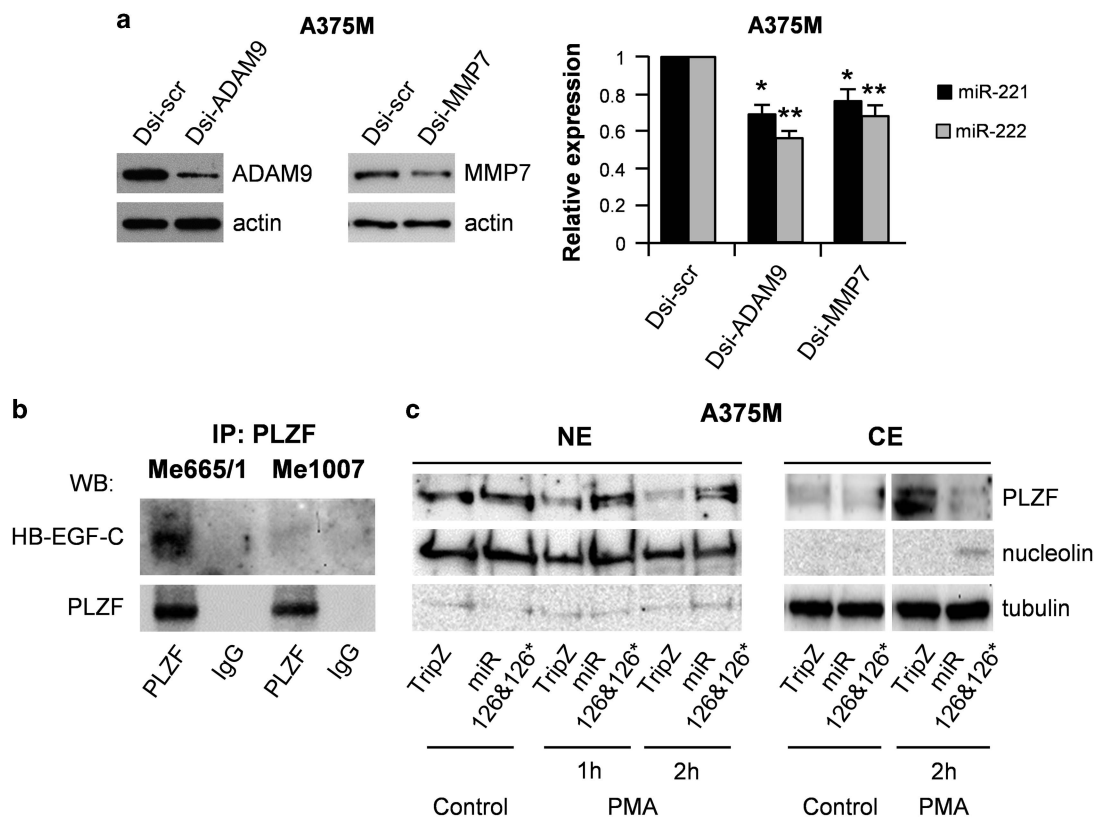 a
A375M
Dsi-scr
Dsi-ADAM9
Dsi-scr
Dsi-MMP7
ADAM9
MMP7
actin
actin
A375M
Relative expression
1
0.8
0.6
0.4
0.2
0
*
**
*
**
miR-221
miR-222
Dsi-scr
Dsi-ADAM9
Dsi-MMP7
b
IP: PLZF
Me665/1 Me1007
WB:
HB-EGF-C
PLZF
PLZF
IgG
PLZF
IgG
c
A375M
NE
CE
PLZF
nucleolin
tubulin
TripZ
miR
126&126*
TripZ
miR
126&126*
TripZ
miR
126&126*
TripZ
miR
126&126*
TripZ
miR
126&126*
1h
2h
2h
Control
PMA
Control
PMA